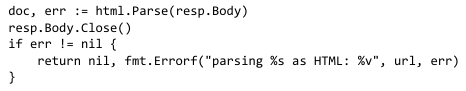 doc, err := html.Parse(resp.Body)
resp.Body.Close()
if err != nil {
    return nil, fmt.Errorf("parsing %s as HTML: %v", url, err)
}